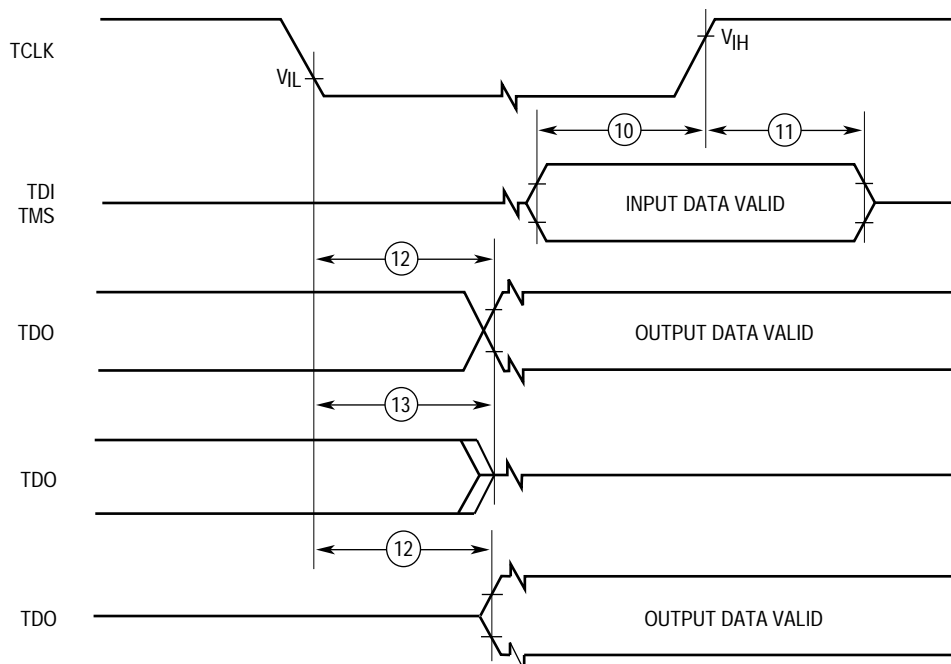 TCLK
VIL
VIH
10
11
TDI
TMS
INPUT DATA VALID
12
TDO
OUTPUT DATA VALID
13
TDO
12
TDO
OUTPUT DATA VALID